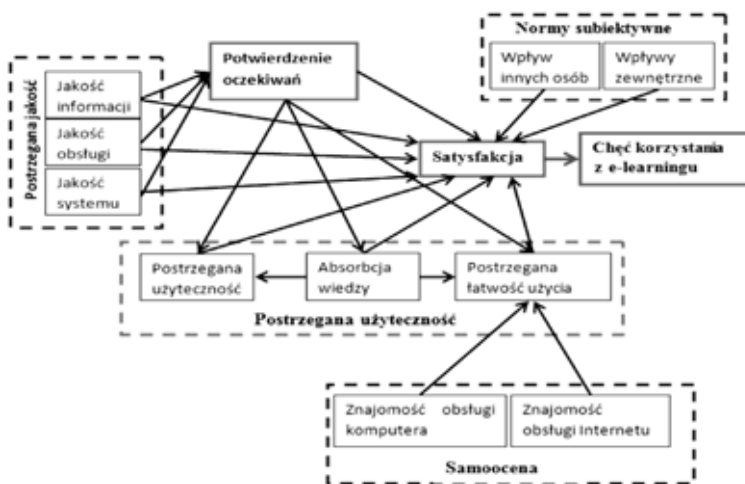 Normy subiektywne
Wpływ
innych osób
Wpływy
zewnętrzne
Potwierdzenie
oczekiwań
Postrzegana jakość
Jakość
informacji
Jakość
obsługi
Jakość
systemu
Satysfakcja
Chęć korzystania
z e-learningu
Postrzegana
użyteczność
Absorbcja
wiedzy
Postrzegana
łatwość użycia
Postrzegana użyteczność
Znajomość obsługi
komputera
Znajomość
obsługi Internetu
Samoocena